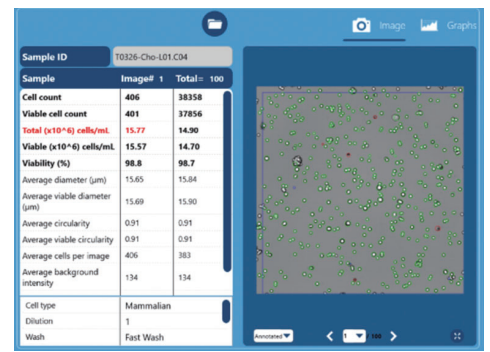 Image Graphs
Sample ID T0326-Cho-L01.C04
Sample Image# 1 Total= 100
Cell count 406 38358
Viable cell count 401 37856
Total (x10^6) cells/mL 15.77 14.90
Viable (x10^6) cells/mL 15.57 14.70
Viability (%) 98.8 98.7
Average diameter (μm) 15.65 15.84
Average viable diameter
(μm) 15.69 15.90
Average circularity 0.91 0.91
Average viable circularity 0.91 0.91
Average cells per image 406 383
Average background
intensity 134 134
Cell type Mammalian
Dilution 1
Wash Fast Wash
Annotated 1 / 100